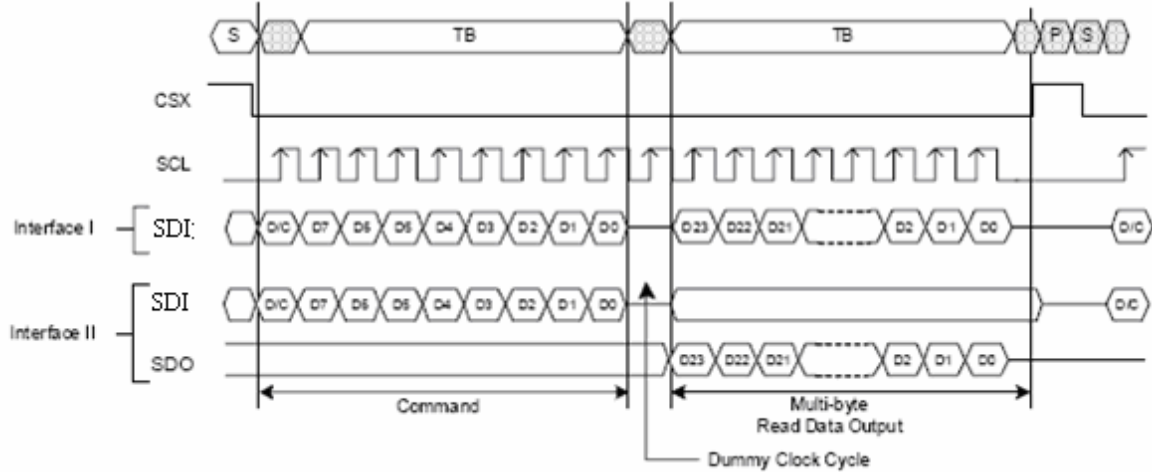 S TB TB P S
CSX
SCL
Interface I SDI: D/C D7 D5 D5 D4 D3 D2 D1 D0 D23 D22 D21 D2 D1 D0 D/C
SDI D/C D7 D5 D5 D4 D3 D2 D1 D0 D/C
Interface II
SDO D23 D22 D21 D2 D1 D0
Command Multi-byte
Read Data Output
Dummy Clock Cycle